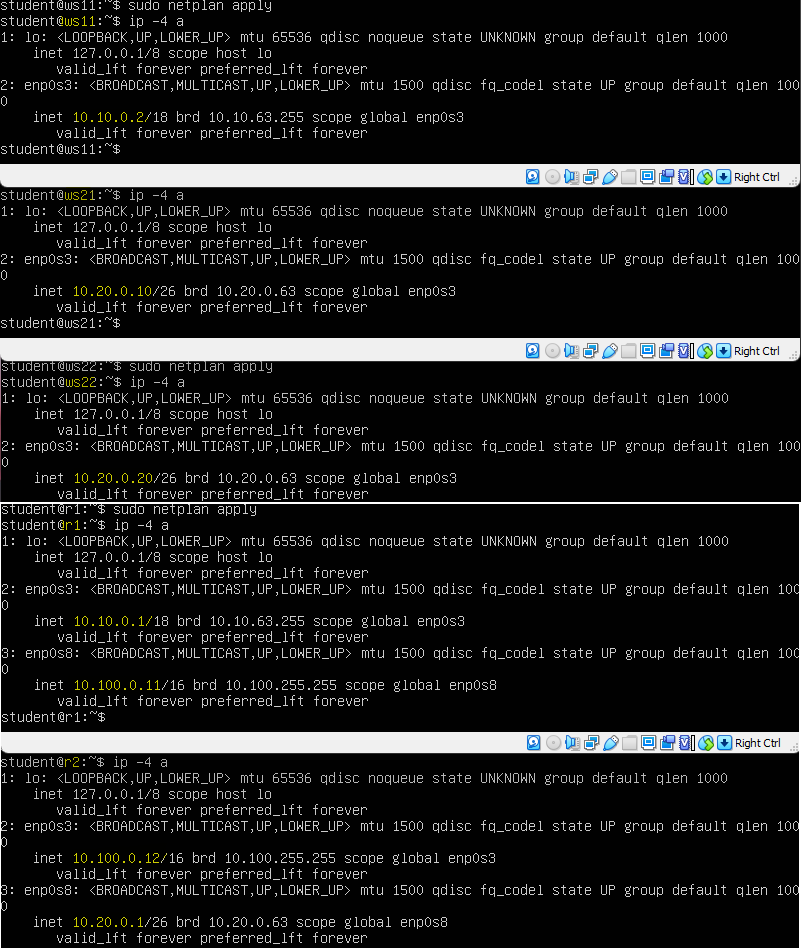 student@ws11:~$ sudo netplan apply
student@ws11:~$ ip -4 a
1: lo: <LOOPBACK,UP,LOWER_UP> mtu 65536 qdisc noqueue state UNKNOWN group default qlen 1000
    inet 127.0.0.1/8 scope host lo
       valid_lft forever preferred_lft forever
2: enp0s3: <BROADCAST,MULTICAST,UP,LOWER_UP> mtu 1500 qdisc fq_codel state UP group default qlen 100
0
    inet 10.10.0.2/18 brd 10.10.63.255 scope global enp0s3
       valid_lft forever preferred_lft forever
student@ws11:~$
Right Ctrl
student@ws21:~$ ip -4 a
1: lo: <LOOPBACK,UP,LOWER_UP> mtu 65536 qdisc noqueue state UNKNOWN group default qlen 1000
    inet 127.0.0.1/8 scope host lo
       valid_lft forever preferred_lft forever
2: enp0s3: <BROADCAST,MULTICAST,UP,LOWER_UP> mtu 1500 qdisc fq_codel state UP group default qlen 100
0
    inet 10.20.0.10/26 brd 10.20.0.63 scope global enp0s3
       valid_lft forever preferred_lft forever
student@ws21:~$
Right Ctrl
student@ws22:~$ sudo netplan apply
student@ws22:~$ ip -4 a
1: lo: <LOOPBACK,UP,LOWER_UP> mtu 65536 qdisc noqueue state UNKNOWN group default qlen 1000
    inet 127.0.0.1/8 scope host lo
       valid_lft forever preferred_lft forever
2: enp0s3: <BROADCAST,MULTICAST,UP,LOWER_UP> mtu 1500 qdisc fq_codel state UP group default qlen 100
0
    inet 10.20.0.20/26 brd 10.20.0.63 scope global enp0s3
       valid_lft forever preferred_lft forever
student@r1:~$ sudo netplan apply
student@r1:~$ ip -4 a
1: lo: <LOOPBACK,UP,LOWER_UP> mtu 65536 qdisc noqueue state UNKNOWN group default qlen 1000
    inet 127.0.0.1/8 scope host lo
       valid_lft forever preferred_lft forever
2: enp0s3: <BROADCAST,MULTICAST,UP,LOWER_UP> mtu 1500 qdisc fq_codel state UP group default qlen 100
0
    inet 10.10.0.1/18 brd 10.10.63.255 scope global enp0s3
       valid_lft forever preferred_lft forever
3: enp0s8: <BROADCAST,MULTICAST,UP,LOWER_UP> mtu 1500 qdisc fq_codel state UP group default qlen 100
0
    inet 10.100.0.11/16 brd 10.100.255.255 scope global enp0s8
       valid_lft forever preferred_lft forever
student@r1:~$
Right Ctrl
student@r2:~$ ip -4 a
1: lo: <LOOPBACK,UP,LOWER_UP> mtu 65536 qdisc noqueue state UNKNOWN group default qlen 1000
    inet 127.0.0.1/8 scope host lo
       valid_lft forever preferred_lft forever
2: enp0s3: <BROADCAST,MULTICAST,UP,LOWER_UP> mtu 1500 qdisc fq_codel state UP group default qlen 100
0
    inet 10.100.0.12/16 brd 10.100.255.255 scope global enp0s3
       valid_lft forever preferred_lft forever
3: enp0s8: <BROADCAST,MULTICAST,UP,LOWER_UP> mtu 1500 qdisc fq_codel state UP group default qlen 100
0
    inet 10.20.0.1/26 brd 10.20.0.63 scope global enp0s8
       valid_lft forever preferred_lft forever